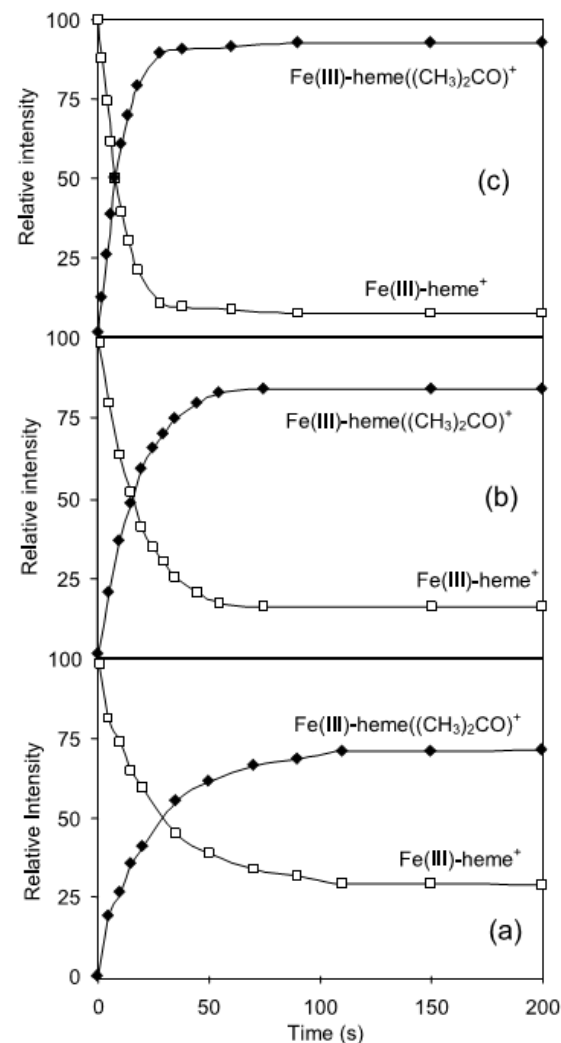 100
75
50
25
Relative intensity
Fe(III)-heme((CH₃)₂CO)⁺
(c)
Fe(III)-heme⁺
100
75
50
25
Relative intensity
Fe(III)-heme((CH₃)₂CO)⁺
(b)
Fe(III)-heme⁺
100
75
50
25
0
Relative Intensity
Fe(III)-heme((CH₃)₂CO)⁺
Fe(III)-heme⁺
(a)
0 50 100 150 200
Time (s)